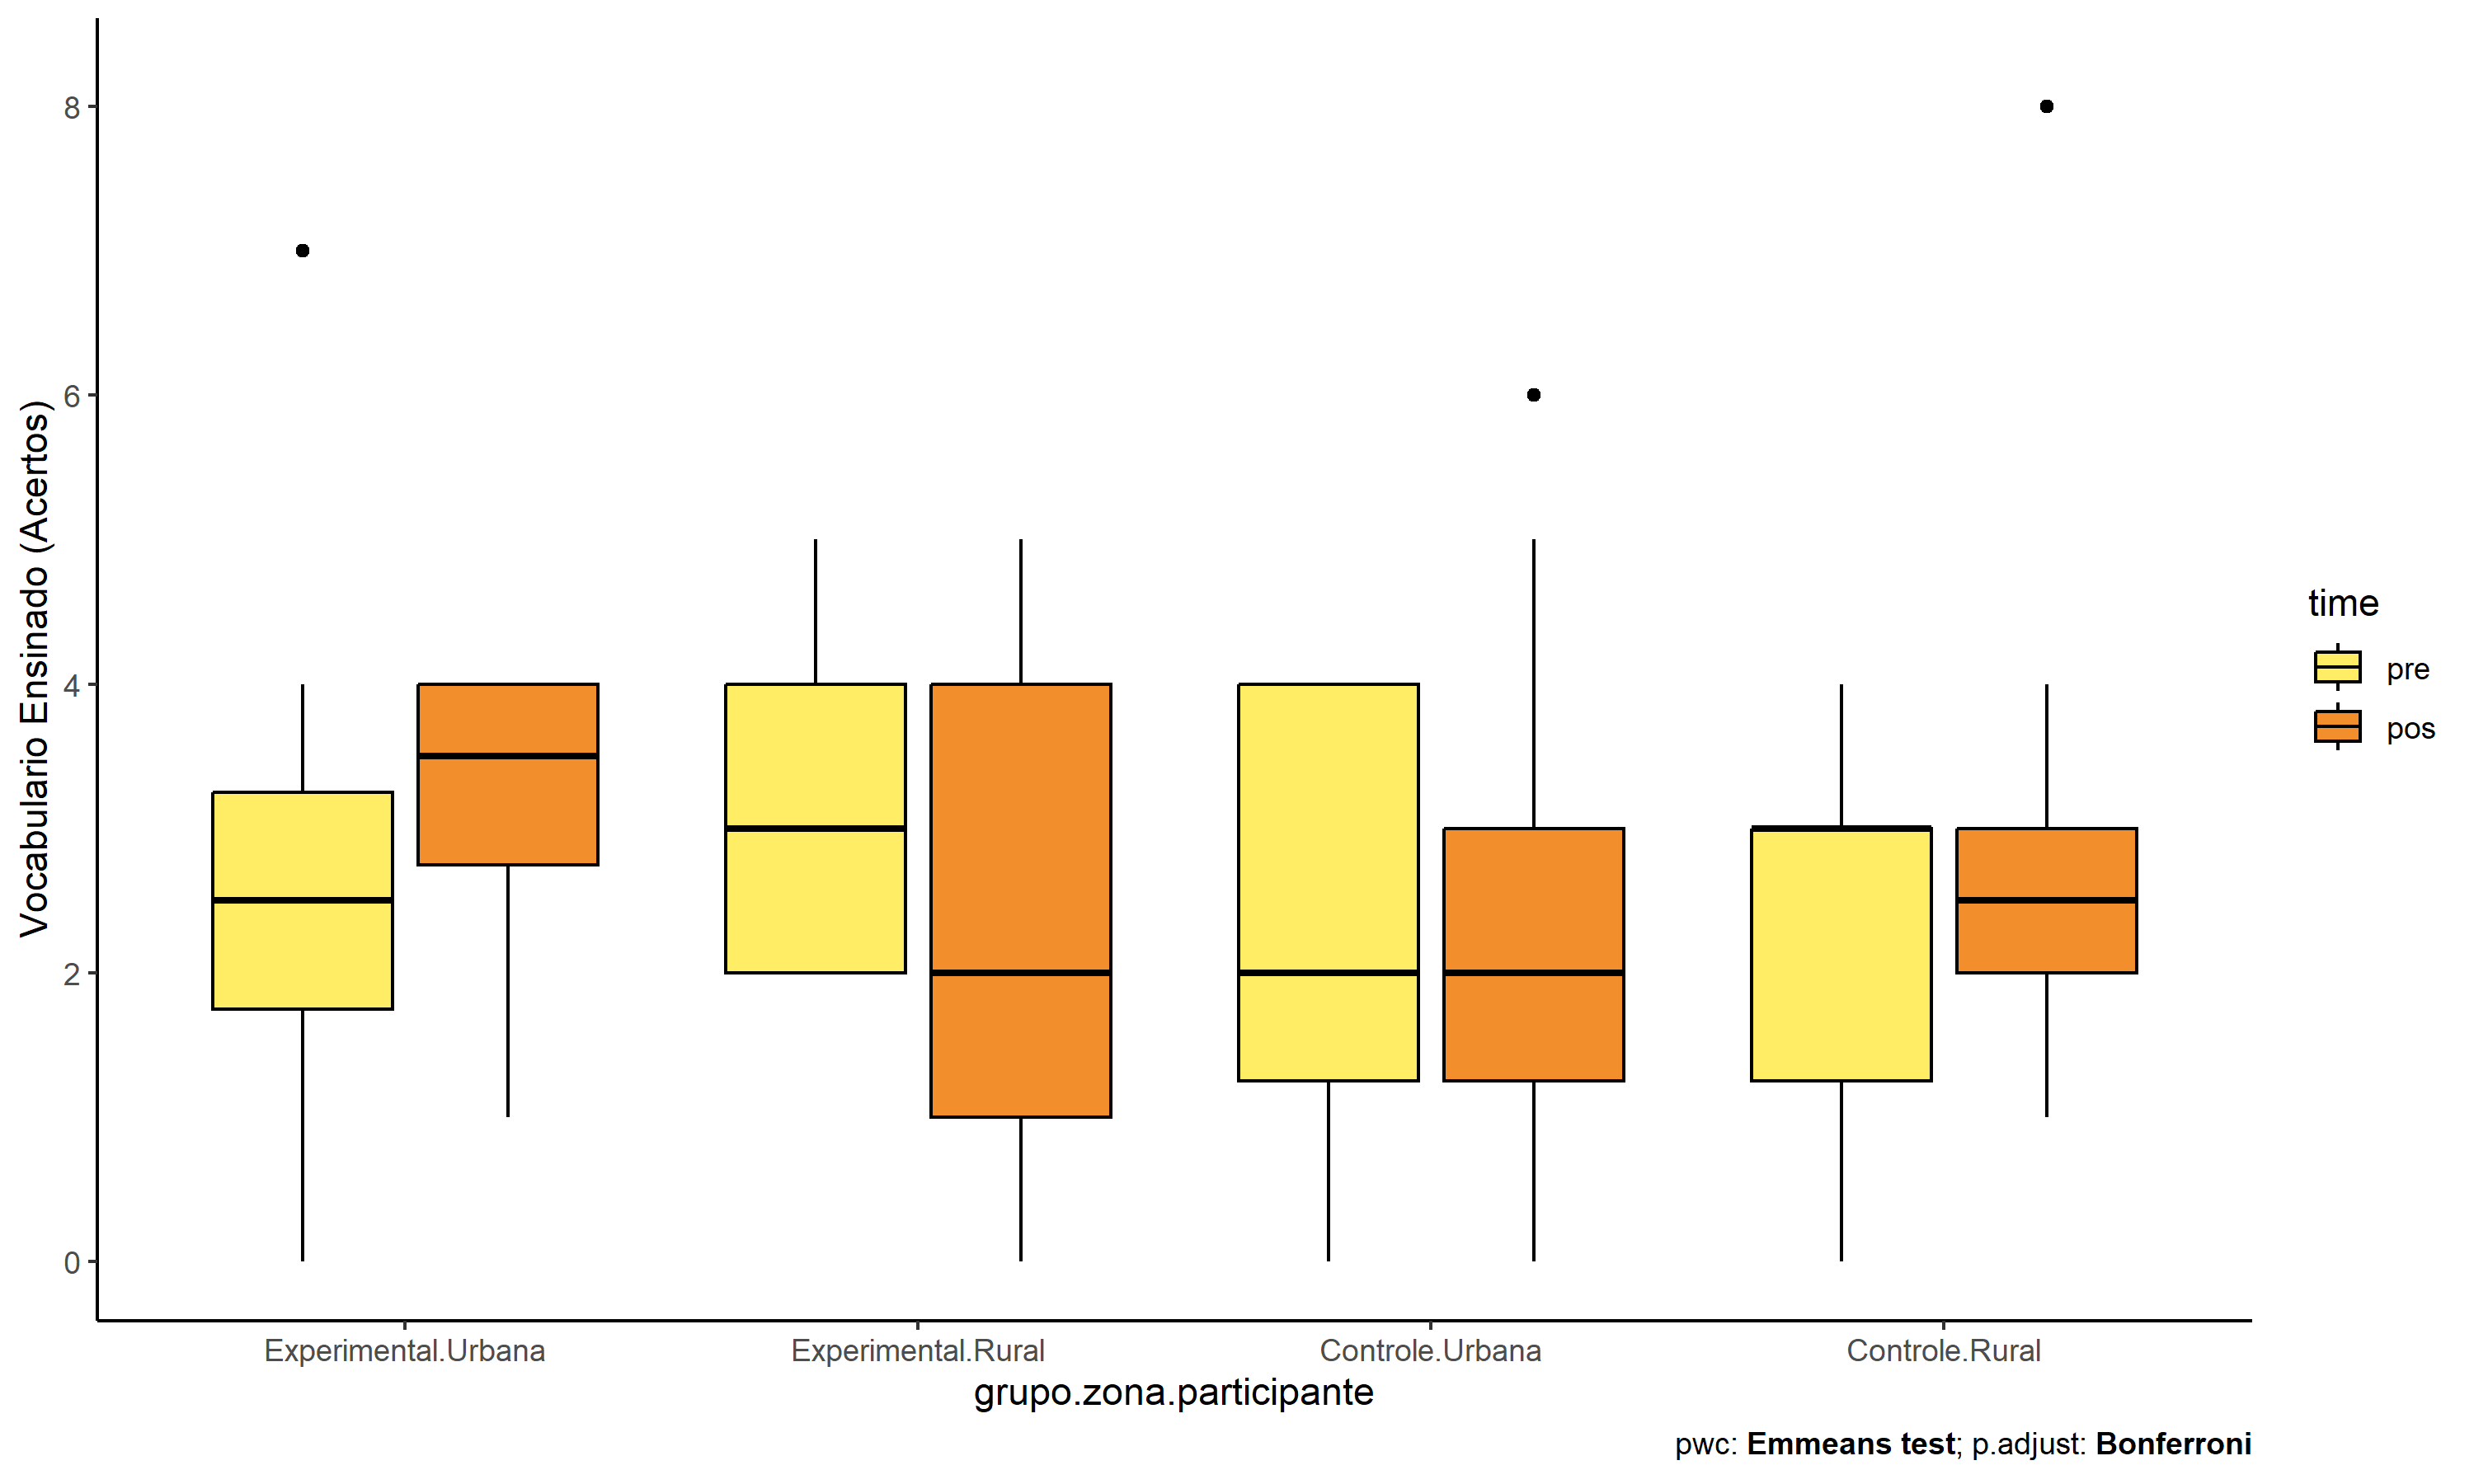 Vocabulario Ensinado (Acertos)
8
6
4
2
0
Experimental.Urbana
Experimental.Rural
Controle.Urbana
Controle.Rural
grupo.zona.participante
time
pre
pos
pwc: Emmeans test; p.adjust: Bonferroni